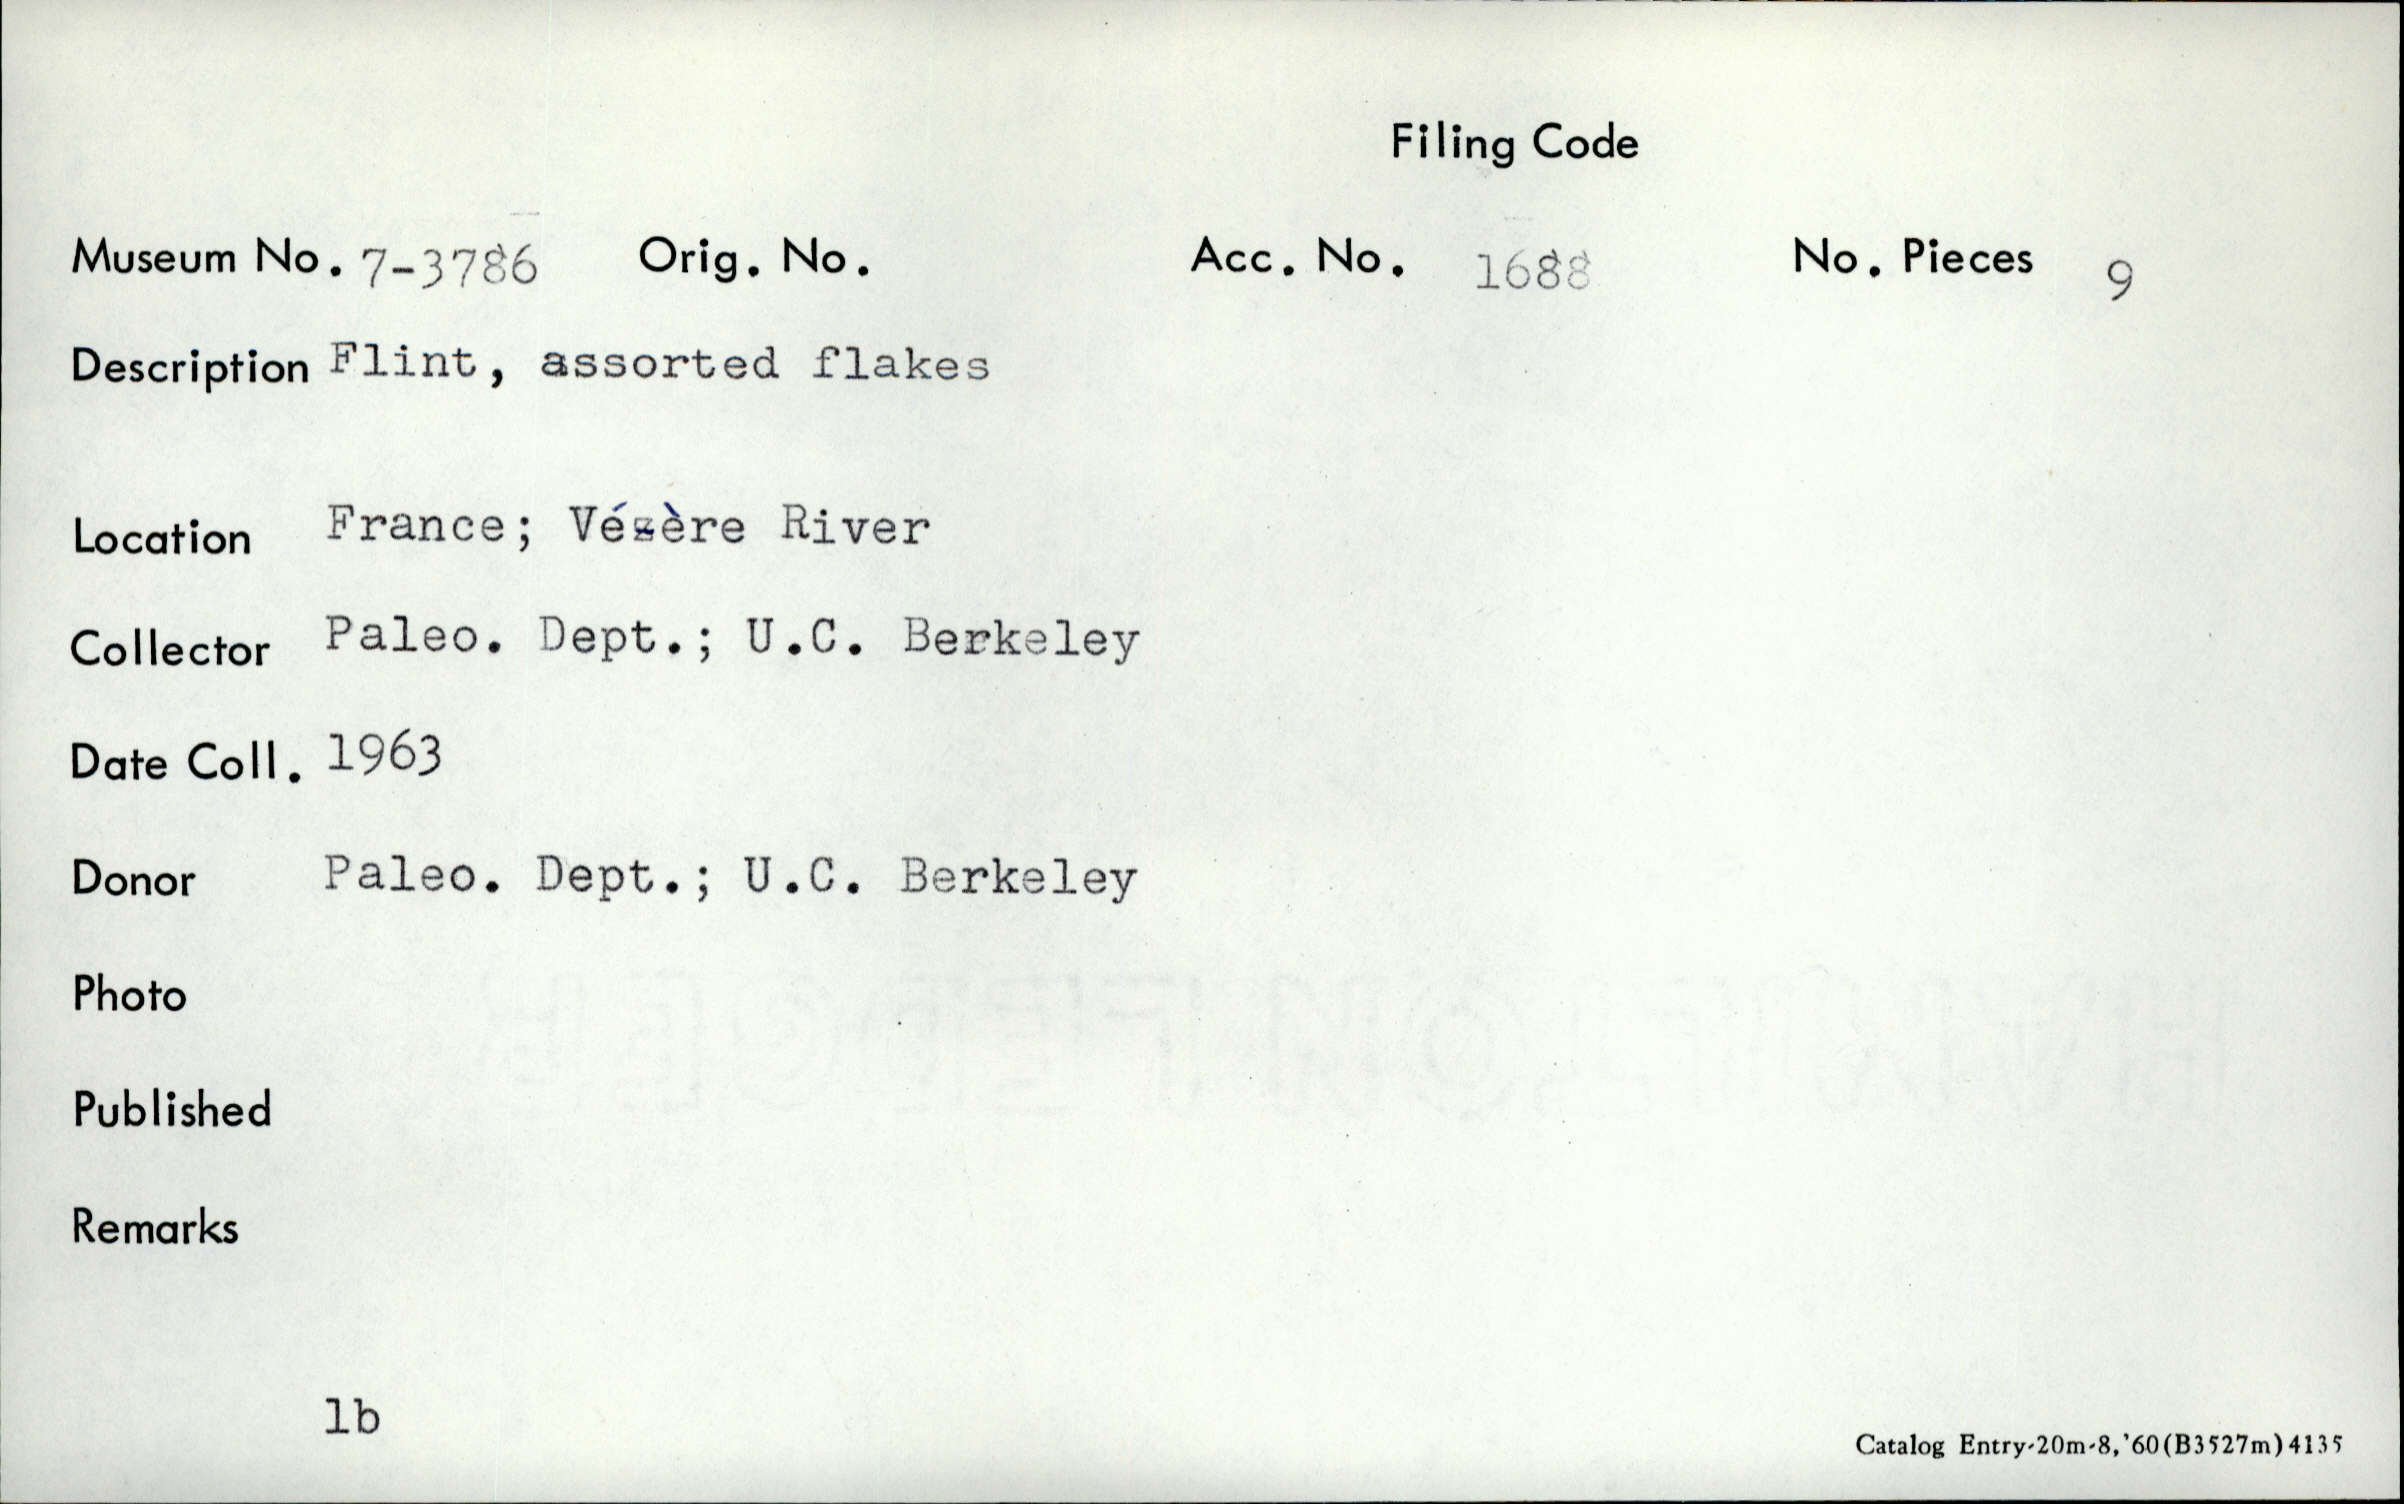 Filing Code
Museum No. 7-3786 Orig. No. Acc. No. 1688 No. Pieces 9
Description Flint, assorted flakes
Location France; Vézère River
Collector Paleo. Dept.; U.C. Berkeley
Date Coll. 1963
Donor Paleo. Dept.; U.C. Berkeley
Photo
Published
Remarks
lb
Catalog Entry-20m-8,'60(B3527m)4135